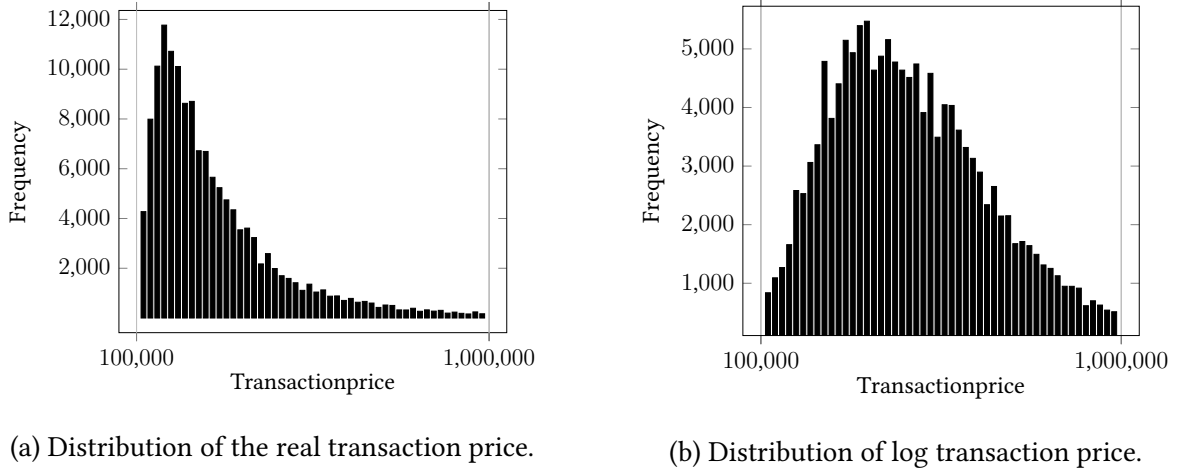 12,000
10,000
8,000
6,000
4,000
2,000
Frequency
100,000
1,000,000
Transactionprice
(a) Distribution of the real transaction price.
5,000
4,000
3,000
2,000
1,000
Frequency
100,000
1,000,000
Transactionprice
(b) Distribution of log transaction price.